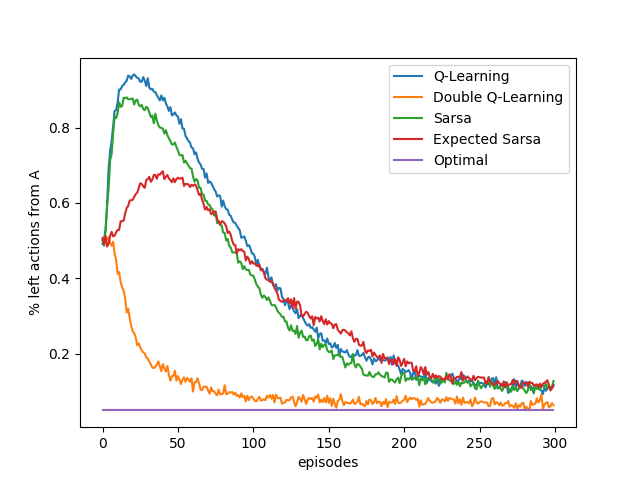 Q-Learning
Double Q-Learning
Sarsa
Expected Sarsa
Optimal
% left actions from A
0.8
0.6
0.4
0.2
0 50 100 150 200 250 300
episodes